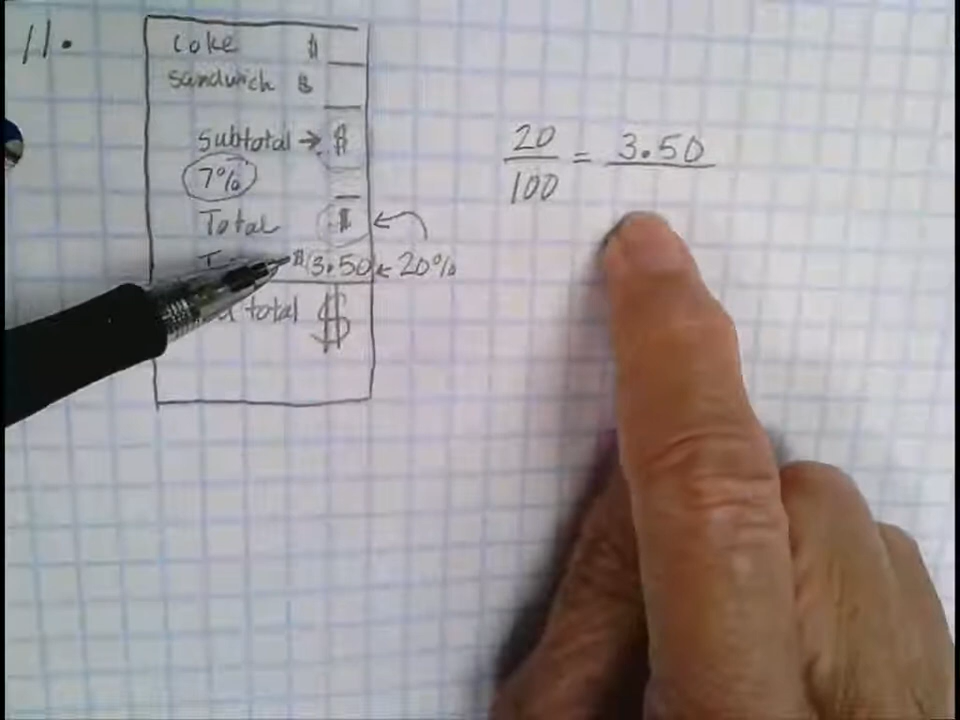 11.
coke $
sandwich $
subtotal → $
7%
Total $
$3.50 ← 20%
total $
20/100 = 3.50